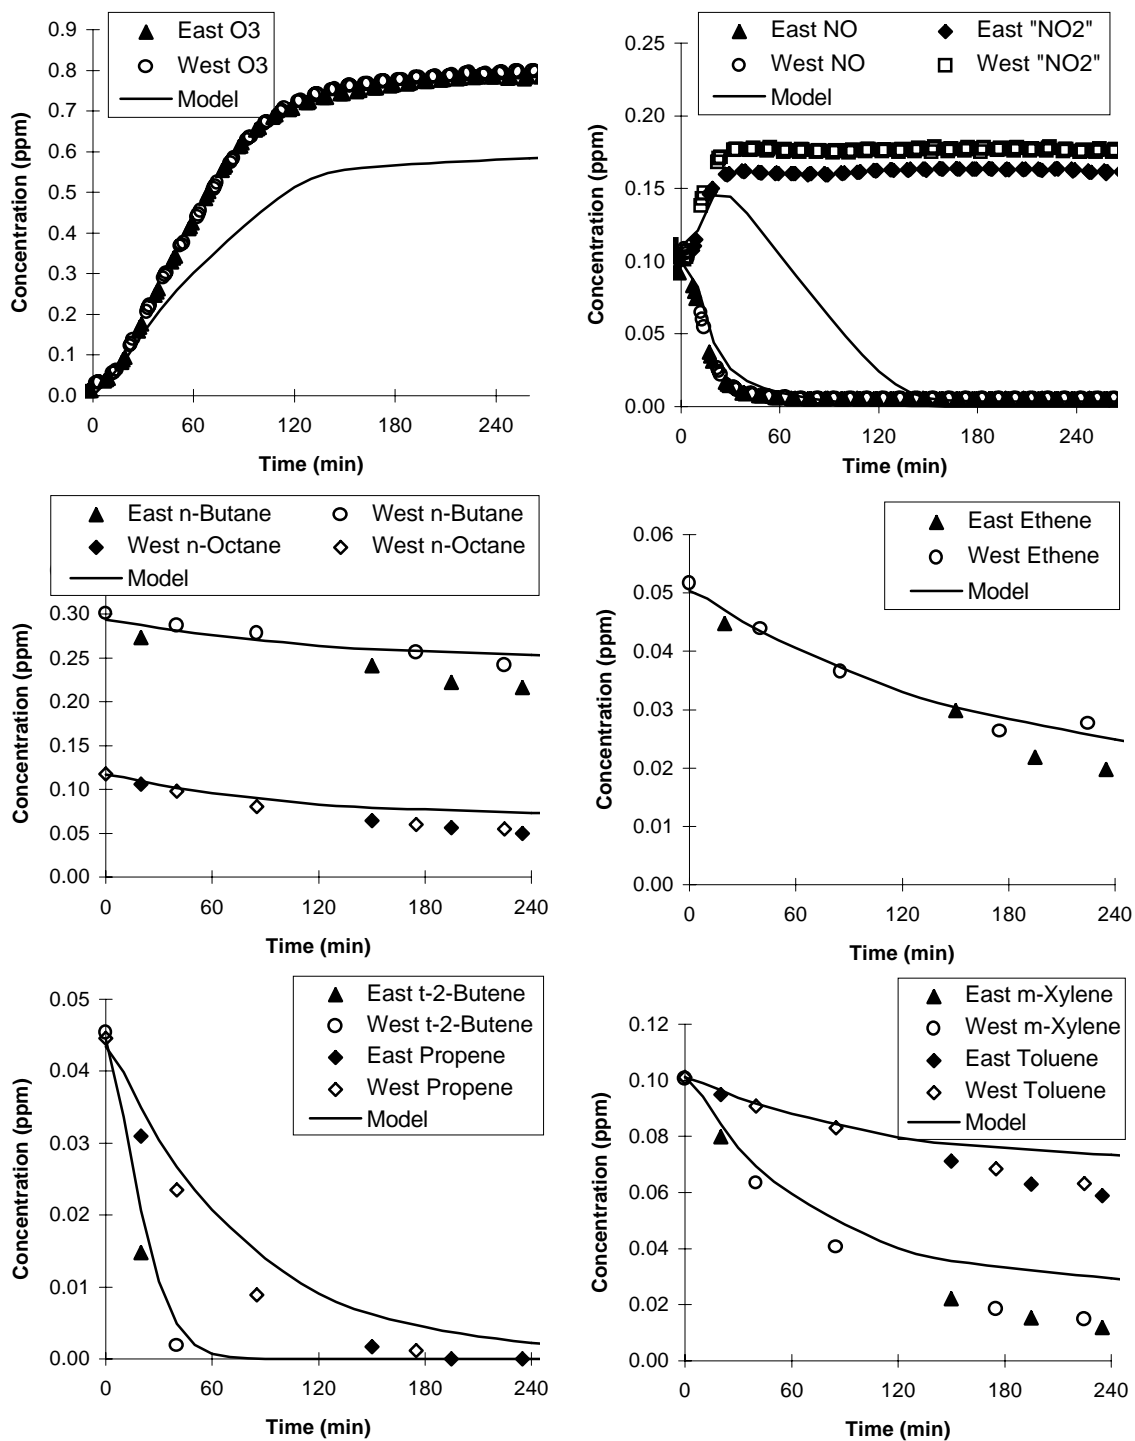 East O3
West O3
Model
0.9
0.8
0.7
0.6
0.5
0.4
0.3
0.2
0.1
0.0
Concentration (ppm)
0 60 120 180 240
Time (min)
East NO East "NO2"
West NO West "NO2"
Model
0.25
0.20
0.15
0.10
0.05
0.00
Concentration (ppm)
0 60 120 180 240
Time (min)
East n-Butane West n-Butane
West n-Octane West n-Octane
Model
0.30
0.25
0.20
0.15
0.10
0.05
0.00
Concentration (ppm)
0 60 120 180 240
Time (min)
East Ethene
West Ethene
Model
0.06
0.05
0.04
0.03
0.02
0.01
0.00
Concentration (ppm)
0 60 120 180 240
Time (min)
East t-2-Butene
West t-2-Butene
East Propene
West Propene
Model
0.05
0.04
0.03
0.02
0.01
0.00
Concentration (ppm)
0 60 120 180 240
Time (min)
East m-Xylene
West m-Xylene
East Toluene
West Toluene
Model
0.12
0.10
0.08
0.06
0.04
0.02
0.00
Concentration (ppm)
0 60 120 180 240
Time (min)